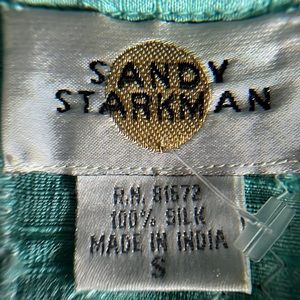 SANDY
STARKMAN
R.N. 81672
100% SILK
MADE IN INDIA
S